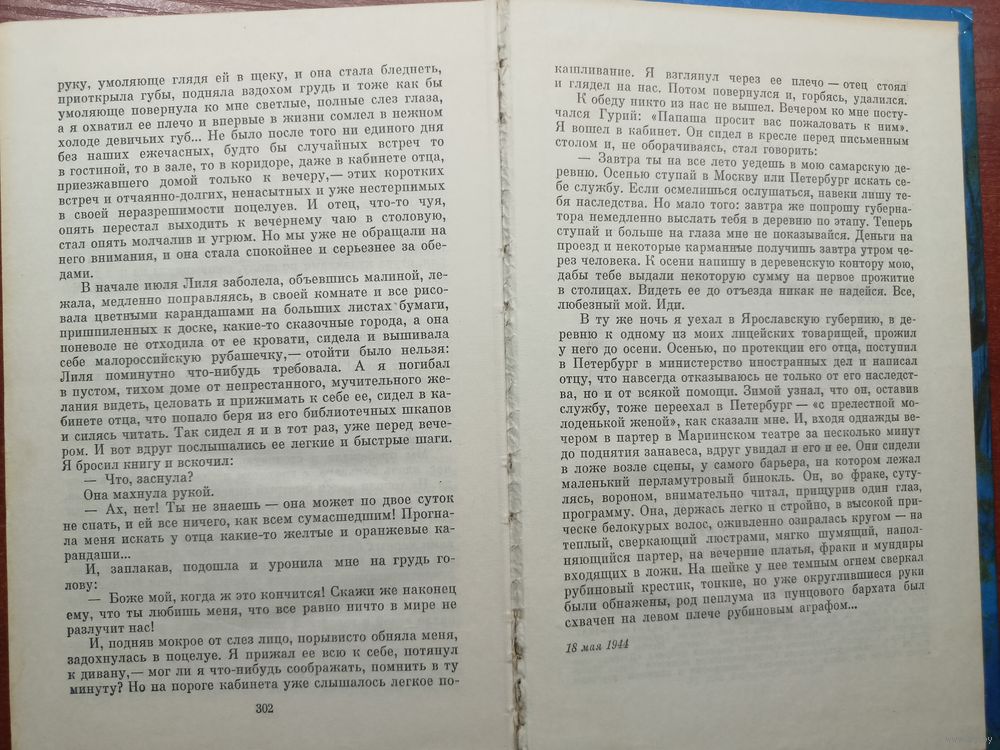 руку, умоляюще глядя ей в щеку, и она стала бледнеть,
приоткрыла губы, подняла вздохом грудь и тоже как бы
умоляюще повернула ко мне светлые, полные слез глаза,
а я охватил ее плечо и впервые в жизни сомлел в нежном
холоде девичьих губ... Не было после того ни единого дня
без наших ежечасных, будто бы случайных встреч то
в гостиной, то в зале, то в коридоре, даже в кабинете отца,
приезжавшего домой только к вечеру,— этих коротких
встреч и отчаянно-долгих, ненасытных и уже нестерпимых
в своей неразрешимости поцелуев. И отец, что-то чуя,
опять перестал выходить к вечернему чаю в столовую,
стал опять молчалив и угрюм. Но мы уже не обращали на
него внимания, и она стала спокойнее и серьезнее за обе-
дами.
В начале июля Лиля заболела, объевшись малиной, ле-
жала, медленно поправляясь, в своей комнате и все рисо-
вала цветными карандашами на больших листах бумаги,
пришпиленных к доске, какие-то сказочные города, а она
поневоле не отходила от ее кровати, сидела и вышивала
себе малороссийскую рубашечку,— отойти было нельзя:
Лиля поминутно что-нибудь требовала. А я погибал
в пустом, тихом доме от непрестанного, мучительного же-
лания видеть, целовать и прижимать к себе ее, сидел в ка-
бинете отца, что попало беря из его библиотечных шкапов
и силясь читать. Так сидел я и в тот раз, уже перед вече-
ром. И вот вдруг послышались ее легкие и быстрые шаги.
Я бросил книгу и вскочил:
— Что, заснула?
Она махнула рукой.
— Ах, нет! Ты не знаешь — она может по двое суток
не спать, и ей все ничего, как всем сумасшедшим! Прогна-
ла меня искать у отца какие-то желтые и оранжевые ка-
рандаши...
И, заплакав, подошла и уронила мне на грудь го-
лову:
— Боже мой, когда ж это кончится! Скажи же наконец
ему, что ты любишь меня, что все равно ничто в мире не
разлучит нас!
И, подняв мокрое от слез лицо, порывисто обняла меня,
задохнулась в поцелуе. Я прижал ее всю к себе, потянул
к дивану,— мог ли я что-нибудь соображать, помнить в ту
минуту? Но на пороге кабинета уже слышалось легкое по-
302
кашливание. Я взглянул через ее плечо — отец стоял
и глядел на нас. Потом повернулся и, горбясь, удалился.
К обеду никто из нас не вышел. Вечером ко мне посту-
чался Гурий: «Папаша просит вас пожаловать к ним».
Я вошел в кабинет. Он сидел в кресле перед письменным
столом и, не оборачиваясь, стал говорить:
— Завтра ты на все лето уедешь в мою самарскую де-
ревню. Осенью ступай в Москву или Петербург искать се-
бе службу. Если осмелишься ослушаться, навеки лишу те-
бя наследства. Но мало того: завтра же попрошу губерна-
тора немедленно выслать тебя в деревню по этапу. Теперь
ступай и больше на глаза мне не показывайся. Деньги на
проезд и некоторые карманные получишь завтра утром че-
рез человека. К осени напишу в деревенскую контору мою,
дабы тебе выдали некоторую сумму на первое прожитие
в столицах. Видеть ее до отъезда никак не надейся. Все,
любезный мой. Иди.
В ту же ночь я уехал в Ярославскую губернию, в де-
ревню к одному из моих лицейских товарищей, прожил
у него до осени. Осенью, по протекции его отца, поступил
в Петербург в министерство иностранных дел и написал
отцу, что навсегда отказываюсь не только от его наследст-
ва, но и от всякой помощи. Зимой узнал, что он, оставив
службу, тоже переехал в Петербург — «с прелестной мо-
лоденькой женой», как сказали мне. И, входя однажды ве-
чером в партер в Мариинском театре за несколько минут
до поднятия занавеса, вдруг увидал и его и ее. Они сидели
в ложе возле сцены, у самого барьера, на котором лежал
маленький перламутровый бинокль. Он, во фраке, суту-
лясь, вороном, внимательно читал, прищурив один глаз,
программу. Она, держась легко и стройно, в высокой при-
ческе белокурых волос, оживленно озиралась кругом — на
теплый, сверкающий люстрами, мягко шумящий, напол-
няющийся партер, на вечерние платья, фраки и мундиры
входящих в ложи. На шейке у нее темным огнем сверкал
рубиновый крестик, тонкие, но уже округлившиеся руки
были обнажены, род пеплума из пунцового бархата был
схвачен на левом плече рубиновым аграфом...
18 мая 1944